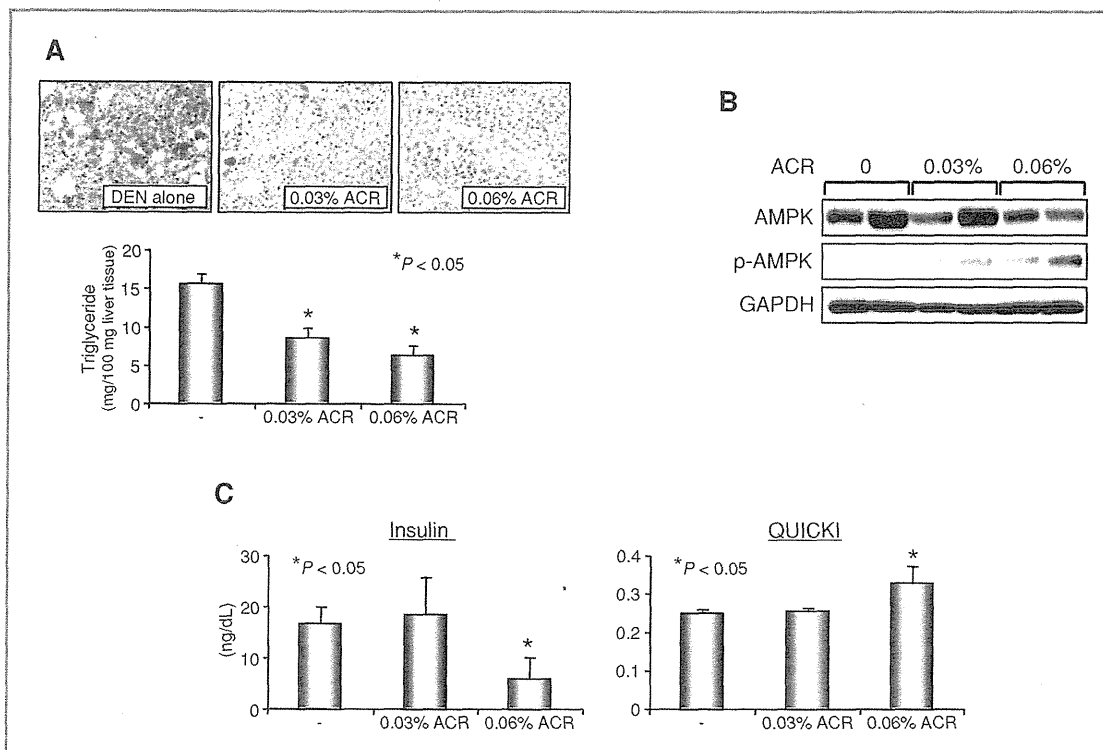 A
DEN alone
0.03% ACR
0.06% ACR
20
15
10
5
0
Triglyceride
(mg/100 mg liver tissue)
*P < 0.05
*
*
-
0.03% ACR
0.06% ACR
B
ACR 0 0.03% 0.06%
AMPK
p-AMPK
GAPDH
C
Insulin
30
20
10
0
(ng/dL)
*P < 0.05
*
-
0.03% ACR
0.06% ACR
QUICKI
0.4
0.3
0.2
0.1
0
*P < 0.05
*
-
0.03% ACR
0.06% ACR